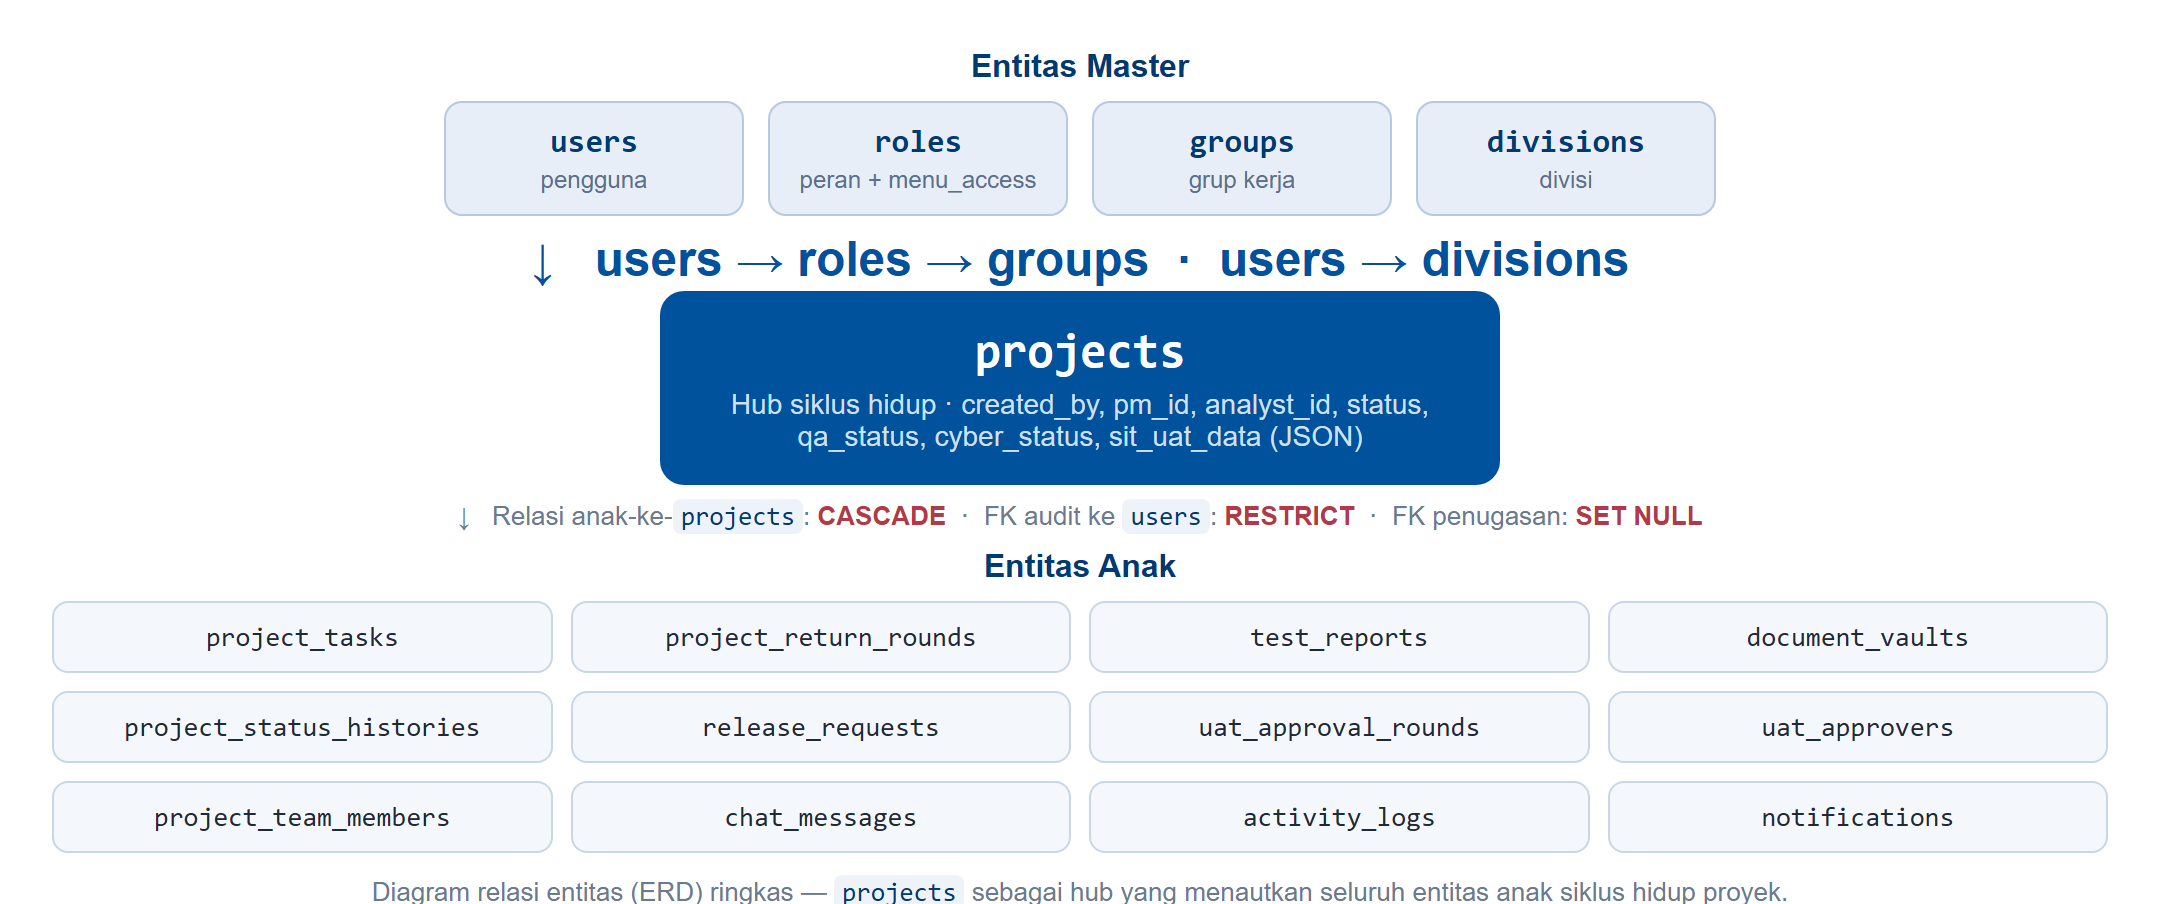 Entitas Master
users roles groups divisions
pengguna peran + menu_access grup kerja divisi
↓ users → roles → groups · users → divisions
projects
Hub siklus hidup · created_by, pm_id, analyst_id, status,
qa_status, cyber_status, sit_uat_data (JSON)
↓ Relasi anak-ke-projects: CASCADE · FK audit ke users: RESTRICT · FK penugasan: SET NULL
Entitas Anak
project_tasks project_return_rounds test_reports document_vaults
project_status_histories release_requests uat_approval_rounds uat_approvers
project_team_members chat_messages activity_logs notifications
Diagram relasi entitas (ERD) ringkas — projects sebagai hub yang menautkan seluruh entitas anak siklus hidup proyek.